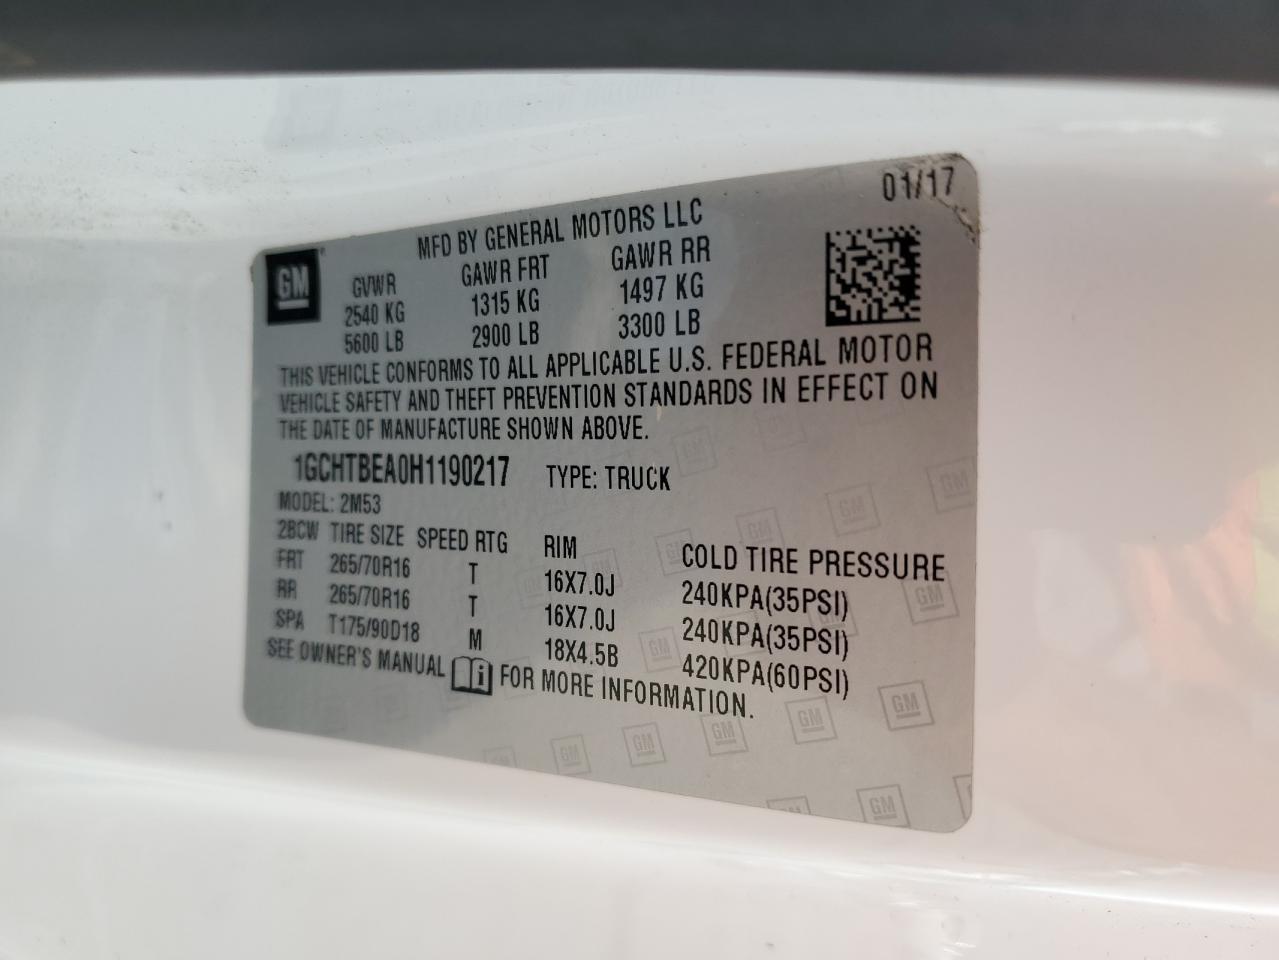 01/17
MFD BY GENERAL MOTORS LLC
GM
GVWR GAWR FRT GAWR RR
2540 KG 1315 KG 1497 KG
5600 LB 2900 LB 3300 LB
THIS VEHICLE CONFORMS TO ALL APPLICABLE U.S. FEDERAL MOTOR
VEHICLE SAFETY AND THEFT PREVENTION STANDARDS IN EFFECT ON
THE DATE OF MANUFACTURE SHOWN ABOVE.
1GCHTBEA0H1190217 TYPE: TRUCK
MODEL: 2M53
2BCW TIRE SIZE SPEED RTG RIM COLD TIRE PRESSURE
FRT 265/70R16 T 16X7.0J 240KPA(35PSI)
RR 265/70R16 T 16X7.0J 240KPA(35PSI)
SPA T175/90D18 M 18X4.5B 420KPA(60PSI)
SEE OWNER'S MANUAL FOR MORE INFORMATION.